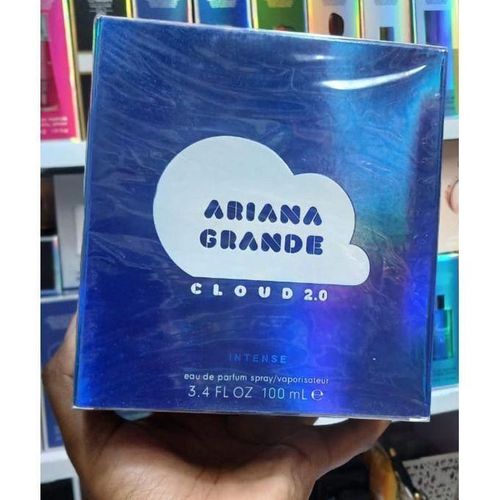 ARIANA
GRANDE
CLOUD 2.0
INTENSE
eau de parfum spray/vaporisateur
3.4 FL OZ 100 mL ℮